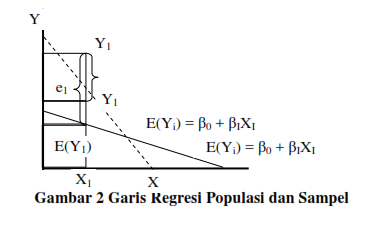 Y
Y₁
e₁
Y₁
E(Yᵢ) = β₀ + β₁X₁
E(Y₁)
E(Yᵢ) = β₀ + β₁X₁
X₁
X
Gambar 2 Garis Regresi Populasi dan Sampel